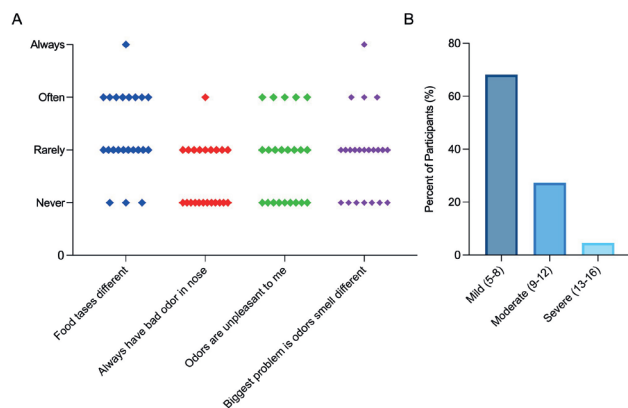 A
Always
Often
Rarely
Never
0
Food tases different
Always have bad odor in nose
Odors are unpleasant to me
Biggest problem is odors smell different
B
Percent of Participants (%)
80
60
40
20
0
Mild (5-8)
Moderate (9-12)
Severe (13-16)